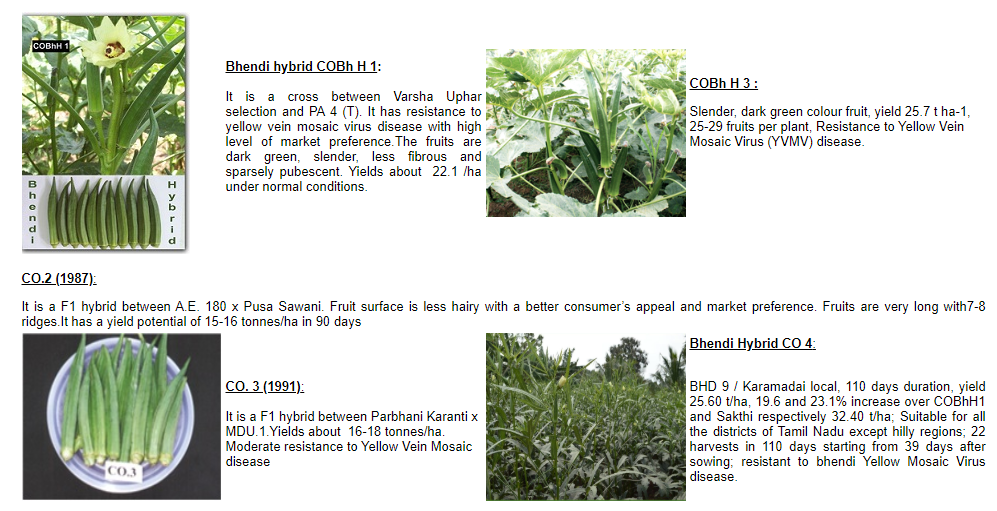 COBhH 1
Bhendi
Hybrid
Bhendi hybrid COBh H 1:
It is a cross between Varsha Uphar
selection and PA 4 (T). It has resistance to
yellow vein mosaic virus disease with high
level of market preference.The fruits are
dark green, slender, less fibrous and
sparsely pubescent. Yields about 22.1 /ha
under normal conditions.
COBh H 3 :
Slender, dark green colour fruit, yield 25.7 t ha-1,
25-29 fruits per plant, Resistance to Yellow Vein
Mosaic Virus (YVMV) disease.
CO.2 (1987):
It is a F1 hybrid between A.E. 180 x Pusa Sawani. Fruit surface is less hairy with a better consumer's appeal and market preference. Fruits are very long with7-8
ridges.It has a yield potential of 15-16 tonnes/ha in 90 days
CO.3
CO. 3 (1991):
It is a F1 hybrid between Parbhani Karanti x
MDU.1.Yields about 16-18 tonnes/ha.
Moderate resistance to Yellow Vein Mosaic
disease
Bhendi Hybrid CO 4:
BHD 9 / Karamadai local, 110 days duration, yield
25.60 t/ha, 19.6 and 23.1% increase over COBhH1
and Sakthi respectively 32.40 t/ha; Suitable for all
the districts of Tamil Nadu except hilly regions; 22
harvests in 110 days starting from 39 days after
sowing; resistant to bhendi Yellow Mosaic Virus
disease.